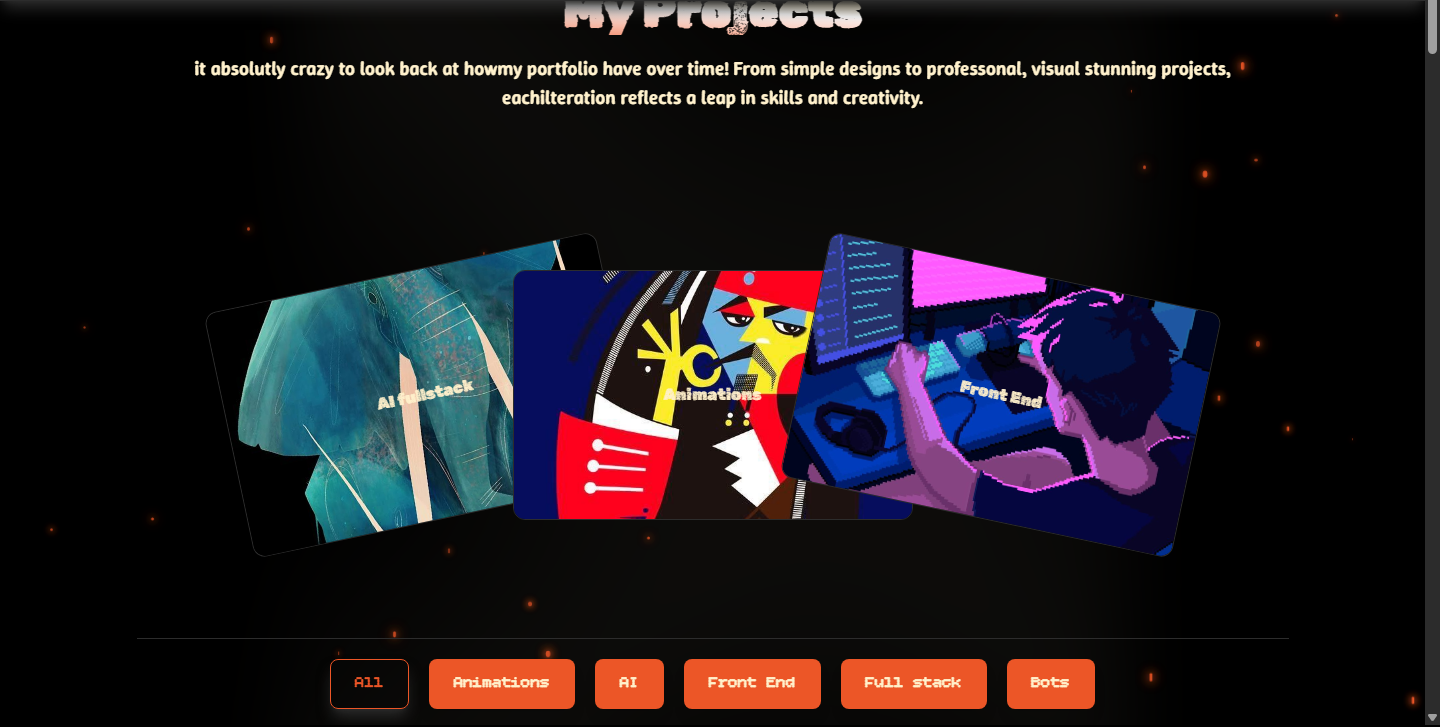 My Projects
it absolutly crazy to look back at howmy portfolio have over time! From simple designs to professonal, visual stunning projects,
eachilteration reflects a leap in skills and creativity.
AI fullstack
Animations
Front End
All
Animations
AI
Front End
Full stack
Bots